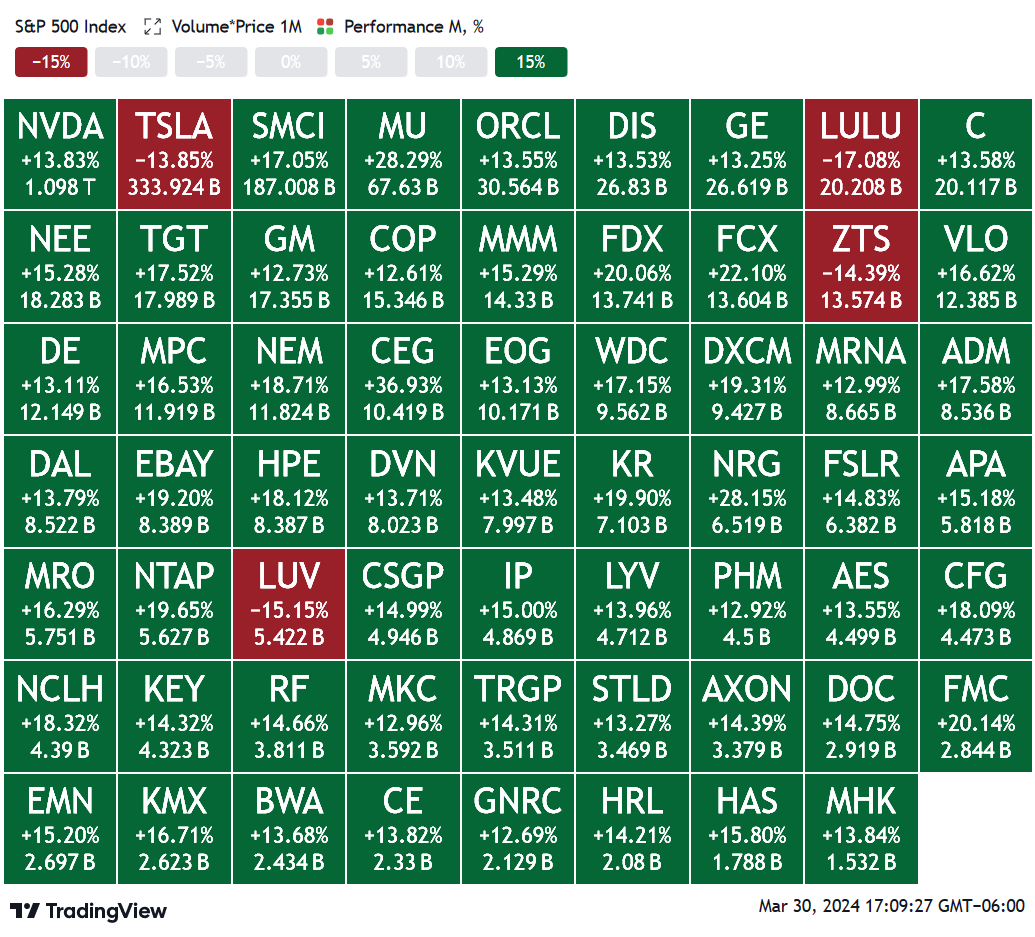 S&P 500 Index Volume*Price 1M Performance M, %
−15% −10% −5% 0% 5% 10% 15%
NVDA TSLA SMCI MU ORCL DIS GE LULU C
+13.83% −13.85% +17.05% +28.29% +13.55% +13.53% +13.25% −17.08% +13.58%
1.098 T 333.924 B 187.008 B 67.63 B 30.564 B 26.83 B 26.619 B 20.208 B 20.117 B
NEE TGT GM COP MMM FDX FCX ZTS VLO
+15.28% +17.52% +12.73% +12.61% +15.29% +20.06% +22.10% −14.39% +16.62%
18.283 B 17.989 B 17.355 B 15.346 B 14.33 B 13.741 B 13.604 B 13.574 B 12.385 B
DE MPC NEM CEG EOG WDC DXCM MRNA ADM
+13.11% +16.53% +18.71% +36.93% +13.13% +17.15% +19.31% +12.99% +17.58%
12.149 B 11.919 B 11.824 B 10.419 B 10.171 B 9.562 B 9.427 B 8.665 B 8.536 B
DAL EBAY HPE DVN KVUE KR NRG FSLR APA
+13.79% +19.20% +18.12% +13.71% +13.48% +19.90% +28.15% +14.83% +15.18%
8.522 B 8.389 B 8.387 B 8.023 B 7.997 B 7.103 B 6.519 B 6.382 B 5.818 B
MRO NTAP LUV CSGP IP LYV PHM AES CFG
+16.29% +19.65% −15.15% +14.99% +15.00% +13.96% +12.92% +13.55% +18.09%
5.751 B 5.627 B 5.422 B 4.946 B 4.869 B 4.712 B 4.5 B 4.499 B 4.473 B
NCLH KEY RF MKC TRGP STLD AXON DOC FMC
+18.32% +14.32% +14.66% +12.96% +14.31% +13.27% +14.39% +14.75% +20.14%
4.39 B 4.323 B 3.811 B 3.592 B 3.511 B 3.469 B 3.379 B 2.919 B 2.844 B
EMN KMX BWA CE GNRC HRL HAS MHK
+15.20% +16.71% +13.68% +13.82% +12.69% +14.21% +15.80% +13.84%
2.697 B 2.623 B 2.434 B 2.33 B 2.129 B 2.08 B 1.788 B 1.532 B
TradingView Mar 30, 2024 17:09:27 GMT−06:00